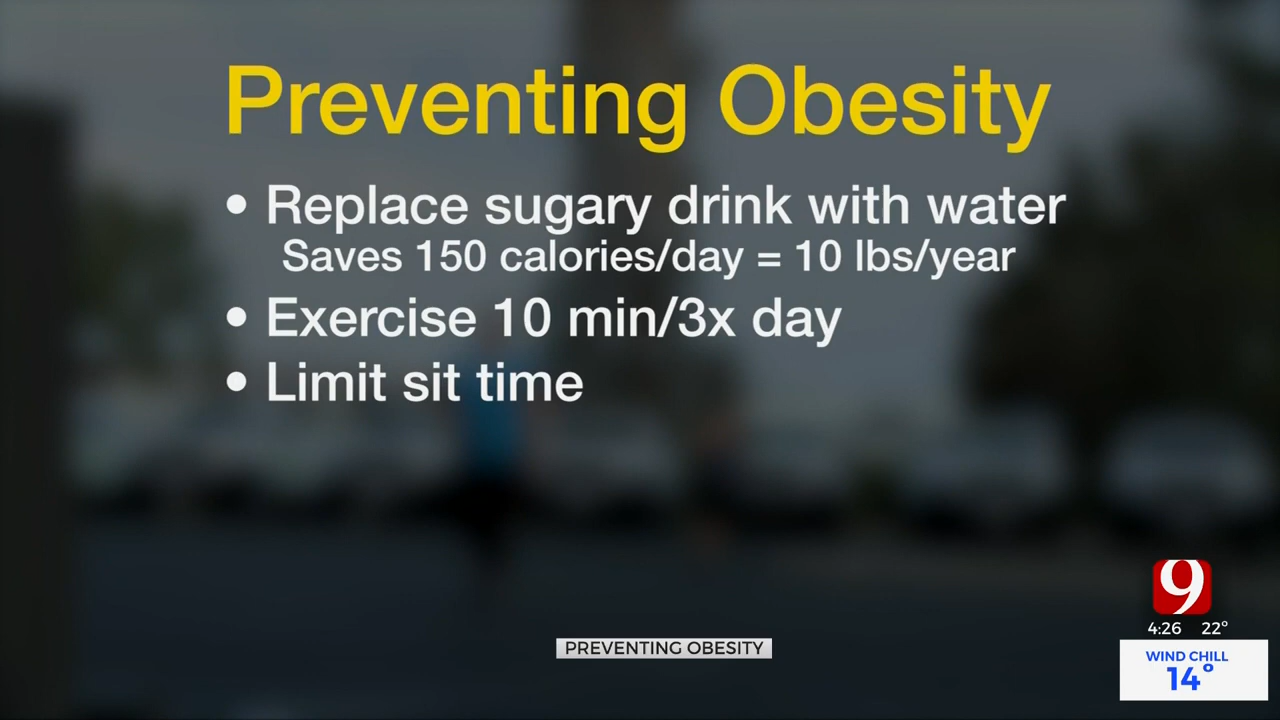 Preventing Obesity
• Replace sugary drink with water
Saves 150 calories/day = 10 lbs/year
• Exercise 10 min/3x day
• Limit sit time
9
4:26 22°
PREVENTING OBESITY
WIND CHILL
14°